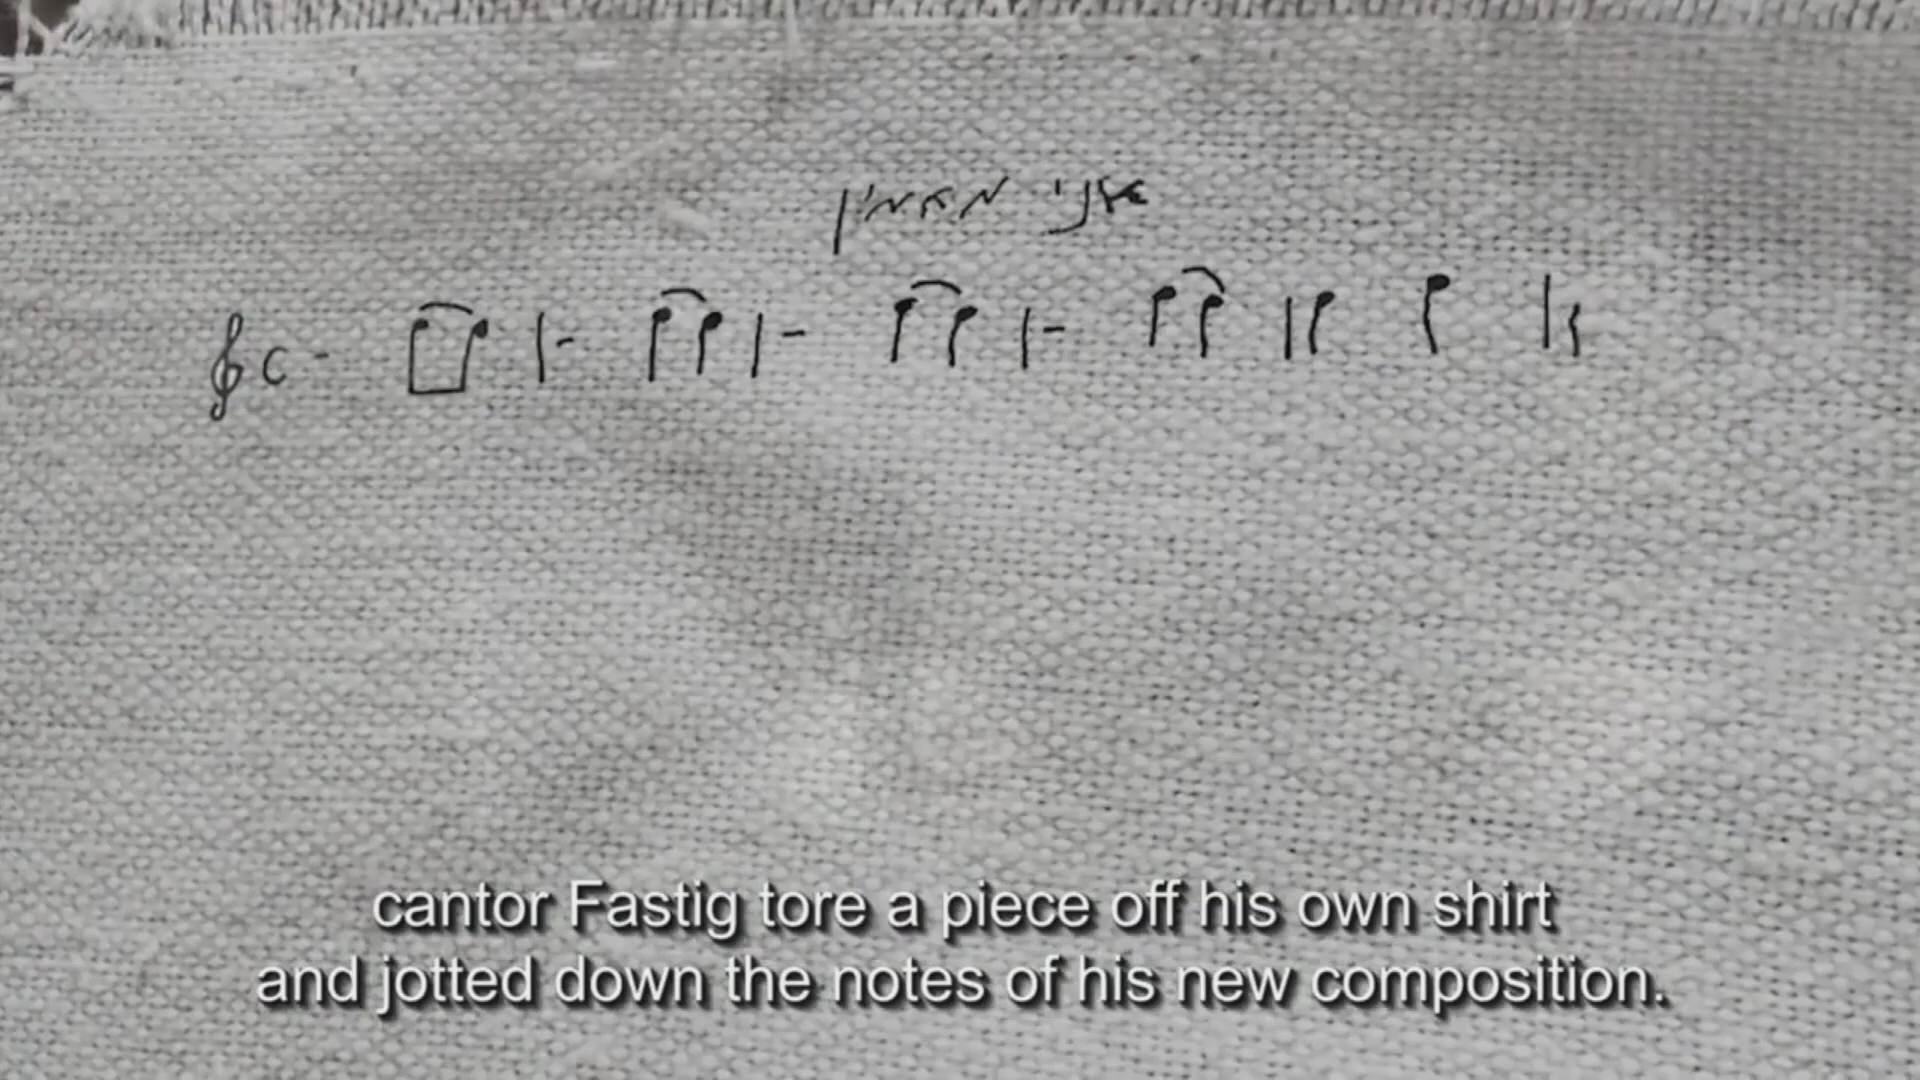 אני מאמין
cantor Fastig tore a piece off his own shirt
and jotted down the notes of his new composition.